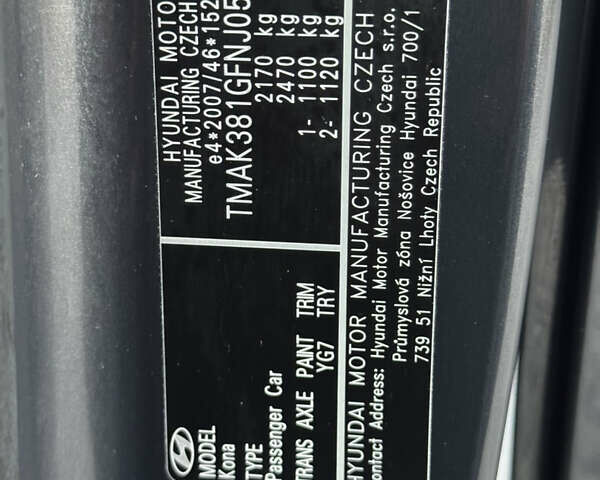 HYUNDAI MOTO
MANUFACTURING CZECH
e4*2007/46*152
TMAK381GFNJ05
2170 kg
2470 kg
1- 1100 kg
2- 1120 kg
MODEL
Kona
TYPE
Passenger Car
TRANS AXLE PAINT TRIM
YG7 TRY
HYUNDAI MOTOR MANUFACTURING CZECH
ontact Address: Hyundai Motor Manufacturing Czech s.r.o.
Průmyslová zóna Nošovice Hyundai 700/1
739 51 Nižní Lhoty Czech Republic